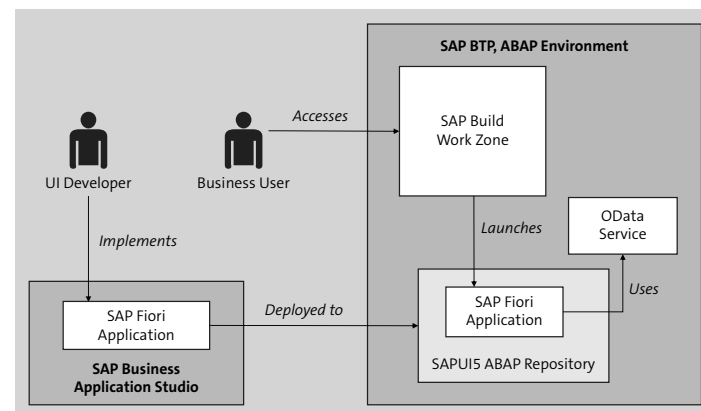 SAP BTP, ABAP Environment
Accesses
SAP Build
Work Zone
UI Developer
Business User
OData
Service
Launches
Implements
Uses
SAP Fiori
Application
Deployed to
SAP Fiori
Application
SAPUI5 ABAP Repository
SAP Business
Application Studio